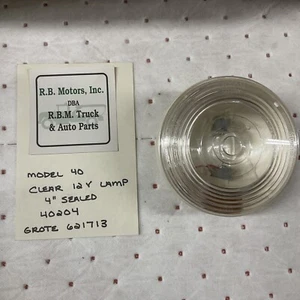 R.B. Motors, Inc.
DBA
R.B.M. Truck
& Auto Parts
MODEL 40
CLEAR 12V LAMP
4" SEALED
40204
GROTE 621713